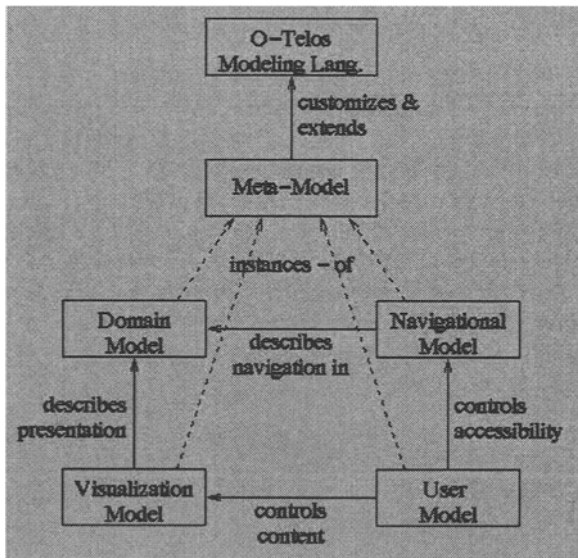 O-Telos
Modeling Lang.
customizes &
extends
Meta-Model
instances - of
Domain
Model
describes
navigation in
Navigational
Model
describes
presentation
controls
accessibility
Visualization
Model
controls
content
User
Model